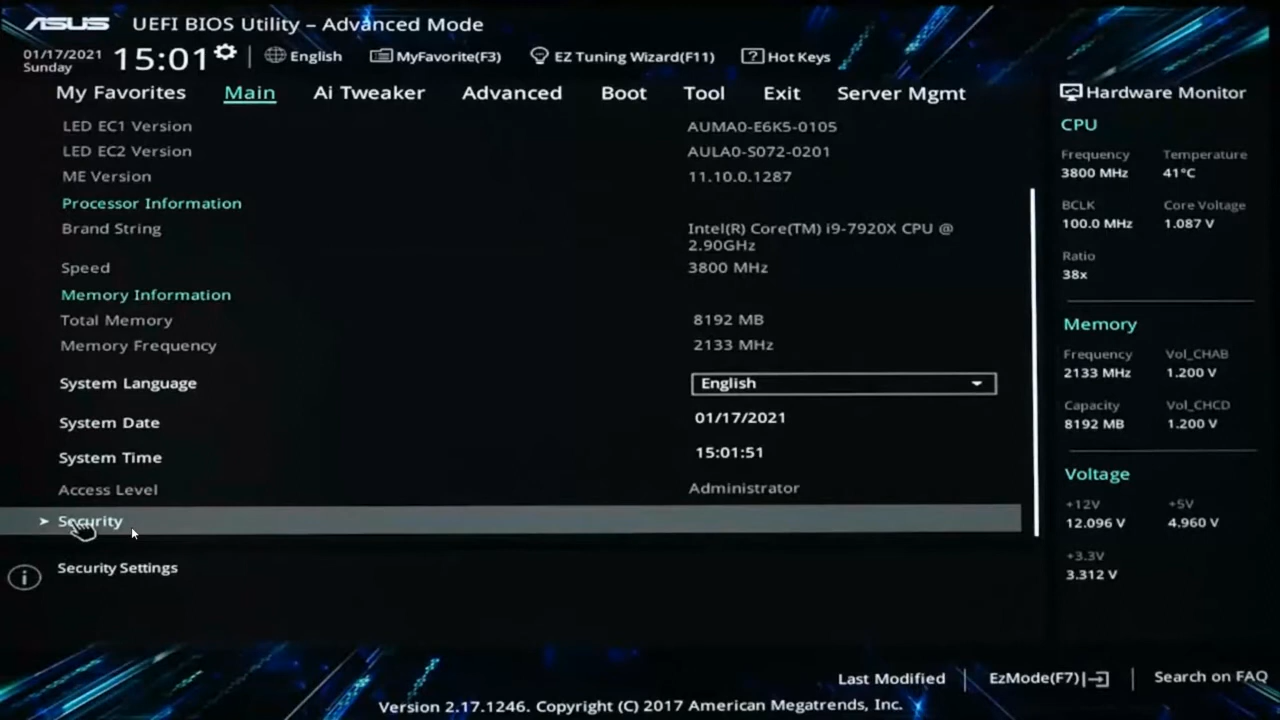 ASUS UEFI BIOS Utility – Advanced Mode
01/17/2021
Sunday
15:01
English
MyFavorite(F3)
EZ Tuning Wizard(F11)
? Hot Keys
My Favorites Main Ai Tweaker Advanced Boot Tool Exit Server Mgmt
LED EC1 Version AUMA0-E6K5-0105
LED EC2 Version AULA0-S072-0201
ME Version 11.10.0.1287
Processor Information
Brand String Intel(R) Core(TM) i9-7920X CPU @
2.90GHz
Speed 3800 MHz
Memory Information
Total Memory 8192 MB
Memory Frequency 2133 MHz
System Language English
System Date 01/17/2021
System Time 15:01:51
Access Level Administrator
Security
i Security Settings
Hardware Monitor
CPU
Frequency Temperature
3800 MHz 41°C
BCLK Core Voltage
100.0 MHz 1.087 V
Ratio
38x
Memory
Frequency Vol_CHAB
2133 MHz 1.200 V
Capacity Vol_CHCD
8192 MB 1.200 V
Voltage
+12V +5V
12.096 V 4.960 V
+3.3V
3.312 V
Last Modified EzMode(F7) Search on FAQ
Version 2.17.1246. Copyright (C) 2017 American Megatrends, Inc.